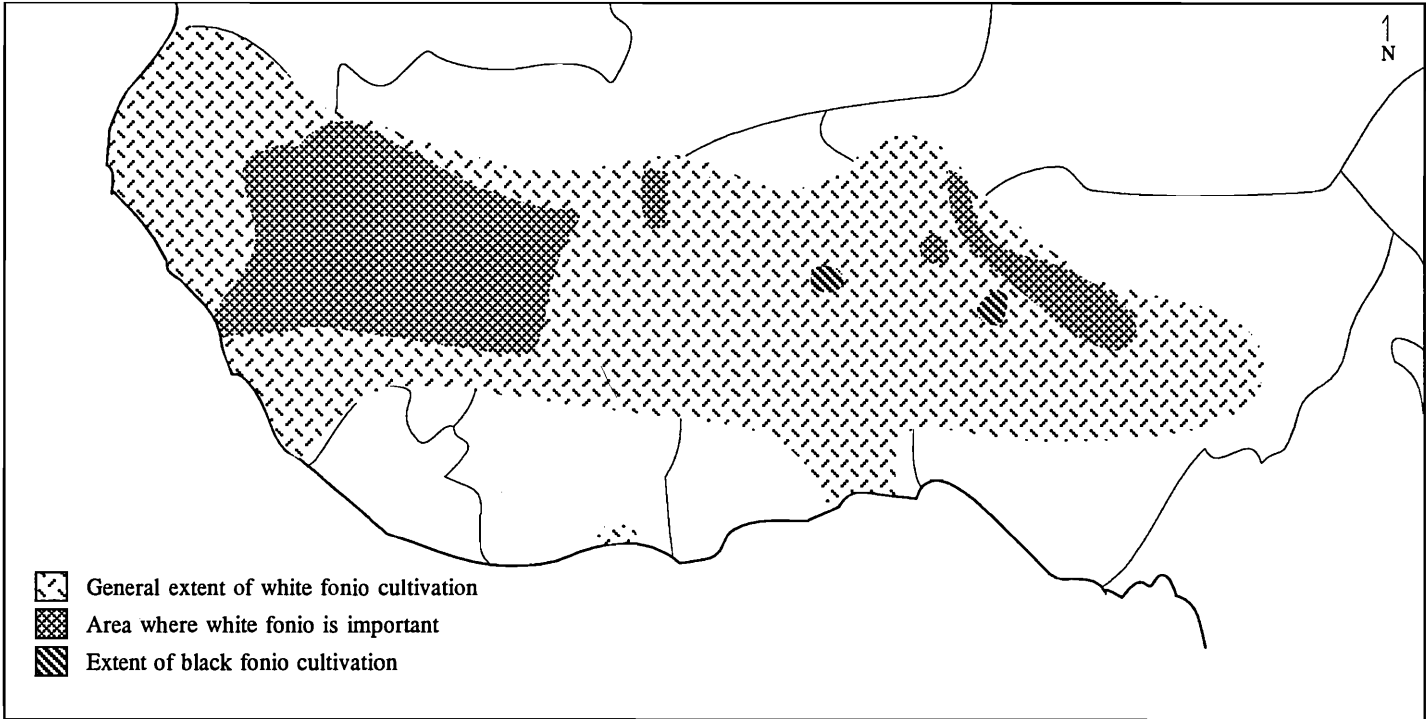 N
General extent of white fonio cultivation
Area where white fonio is important
Extent of black fonio cultivation